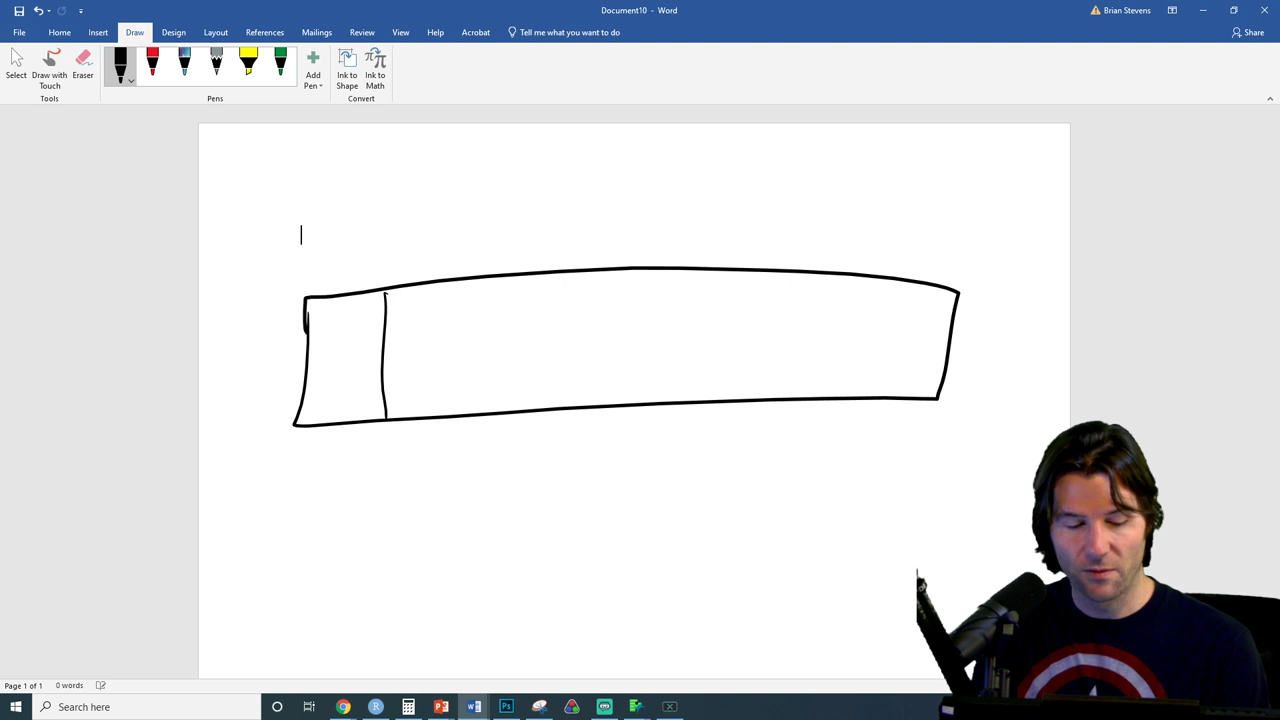 Document10 - Word
Brian Stevens
File
Home
Insert
Draw
Design
Layout
References
Mailings
Review
View
Help
Acrobat
Tell me what you want to do
Share
Select
Draw with
Touch
Eraser
Add
Pen
Ink to
Shape
Ink to
Math
Tools
Pens
Convert
Page 1 of 1
0 words
Search here